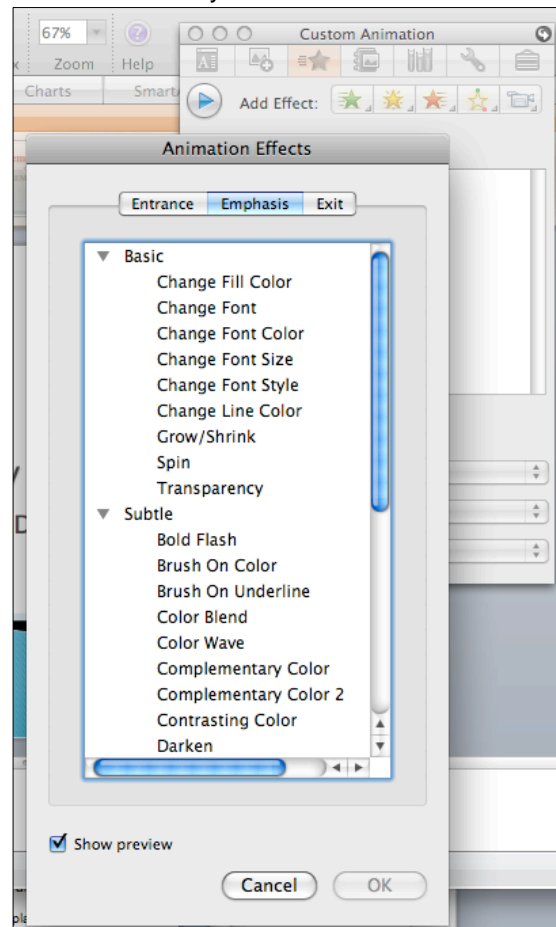 67%
Custom Animation
Zoom Help
Charts
Add Effect:
Animation Effects
Entrance Emphasis Exit
Basic
Change Fill Color
Change Font
Change Font Color
Change Font Size
Change Font Style
Change Line Color
Grow/Shrink
Spin
Transparency
Subtle
Bold Flash
Brush On Color
Brush On Underline
Color Blend
Color Wave
Complementary Color
Complementary Color 2
Contrasting Color
Darken
Show preview
Cancel OK